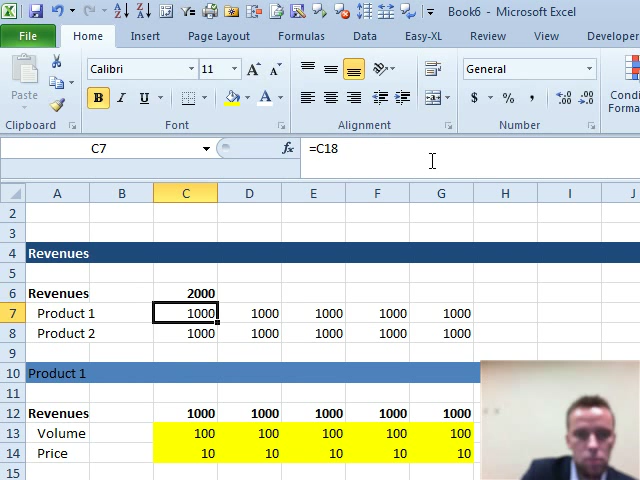 Book6 - Microsoft Excel
File Home Insert Page Layout Formulas Data Easy-XL Review View Developer
Paste Calibri 11 A A General
B I U $ % , Condi
Forma
Clipboard Font Alignment Number
C7 fx =C18
A B C D E F G H I J
2
3
4 Revenues
5
6 Revenues 2000
7 Product 1 1000 1000 1000 1000 1000
8 Product 2 1000 1000 1000 1000 1000
9
10 Product 1
11
12 Revenues 1000 1000 1000 1000 1000
13 Volume 100 100 100 100 100
14 Price 10 10 10 10 10
15